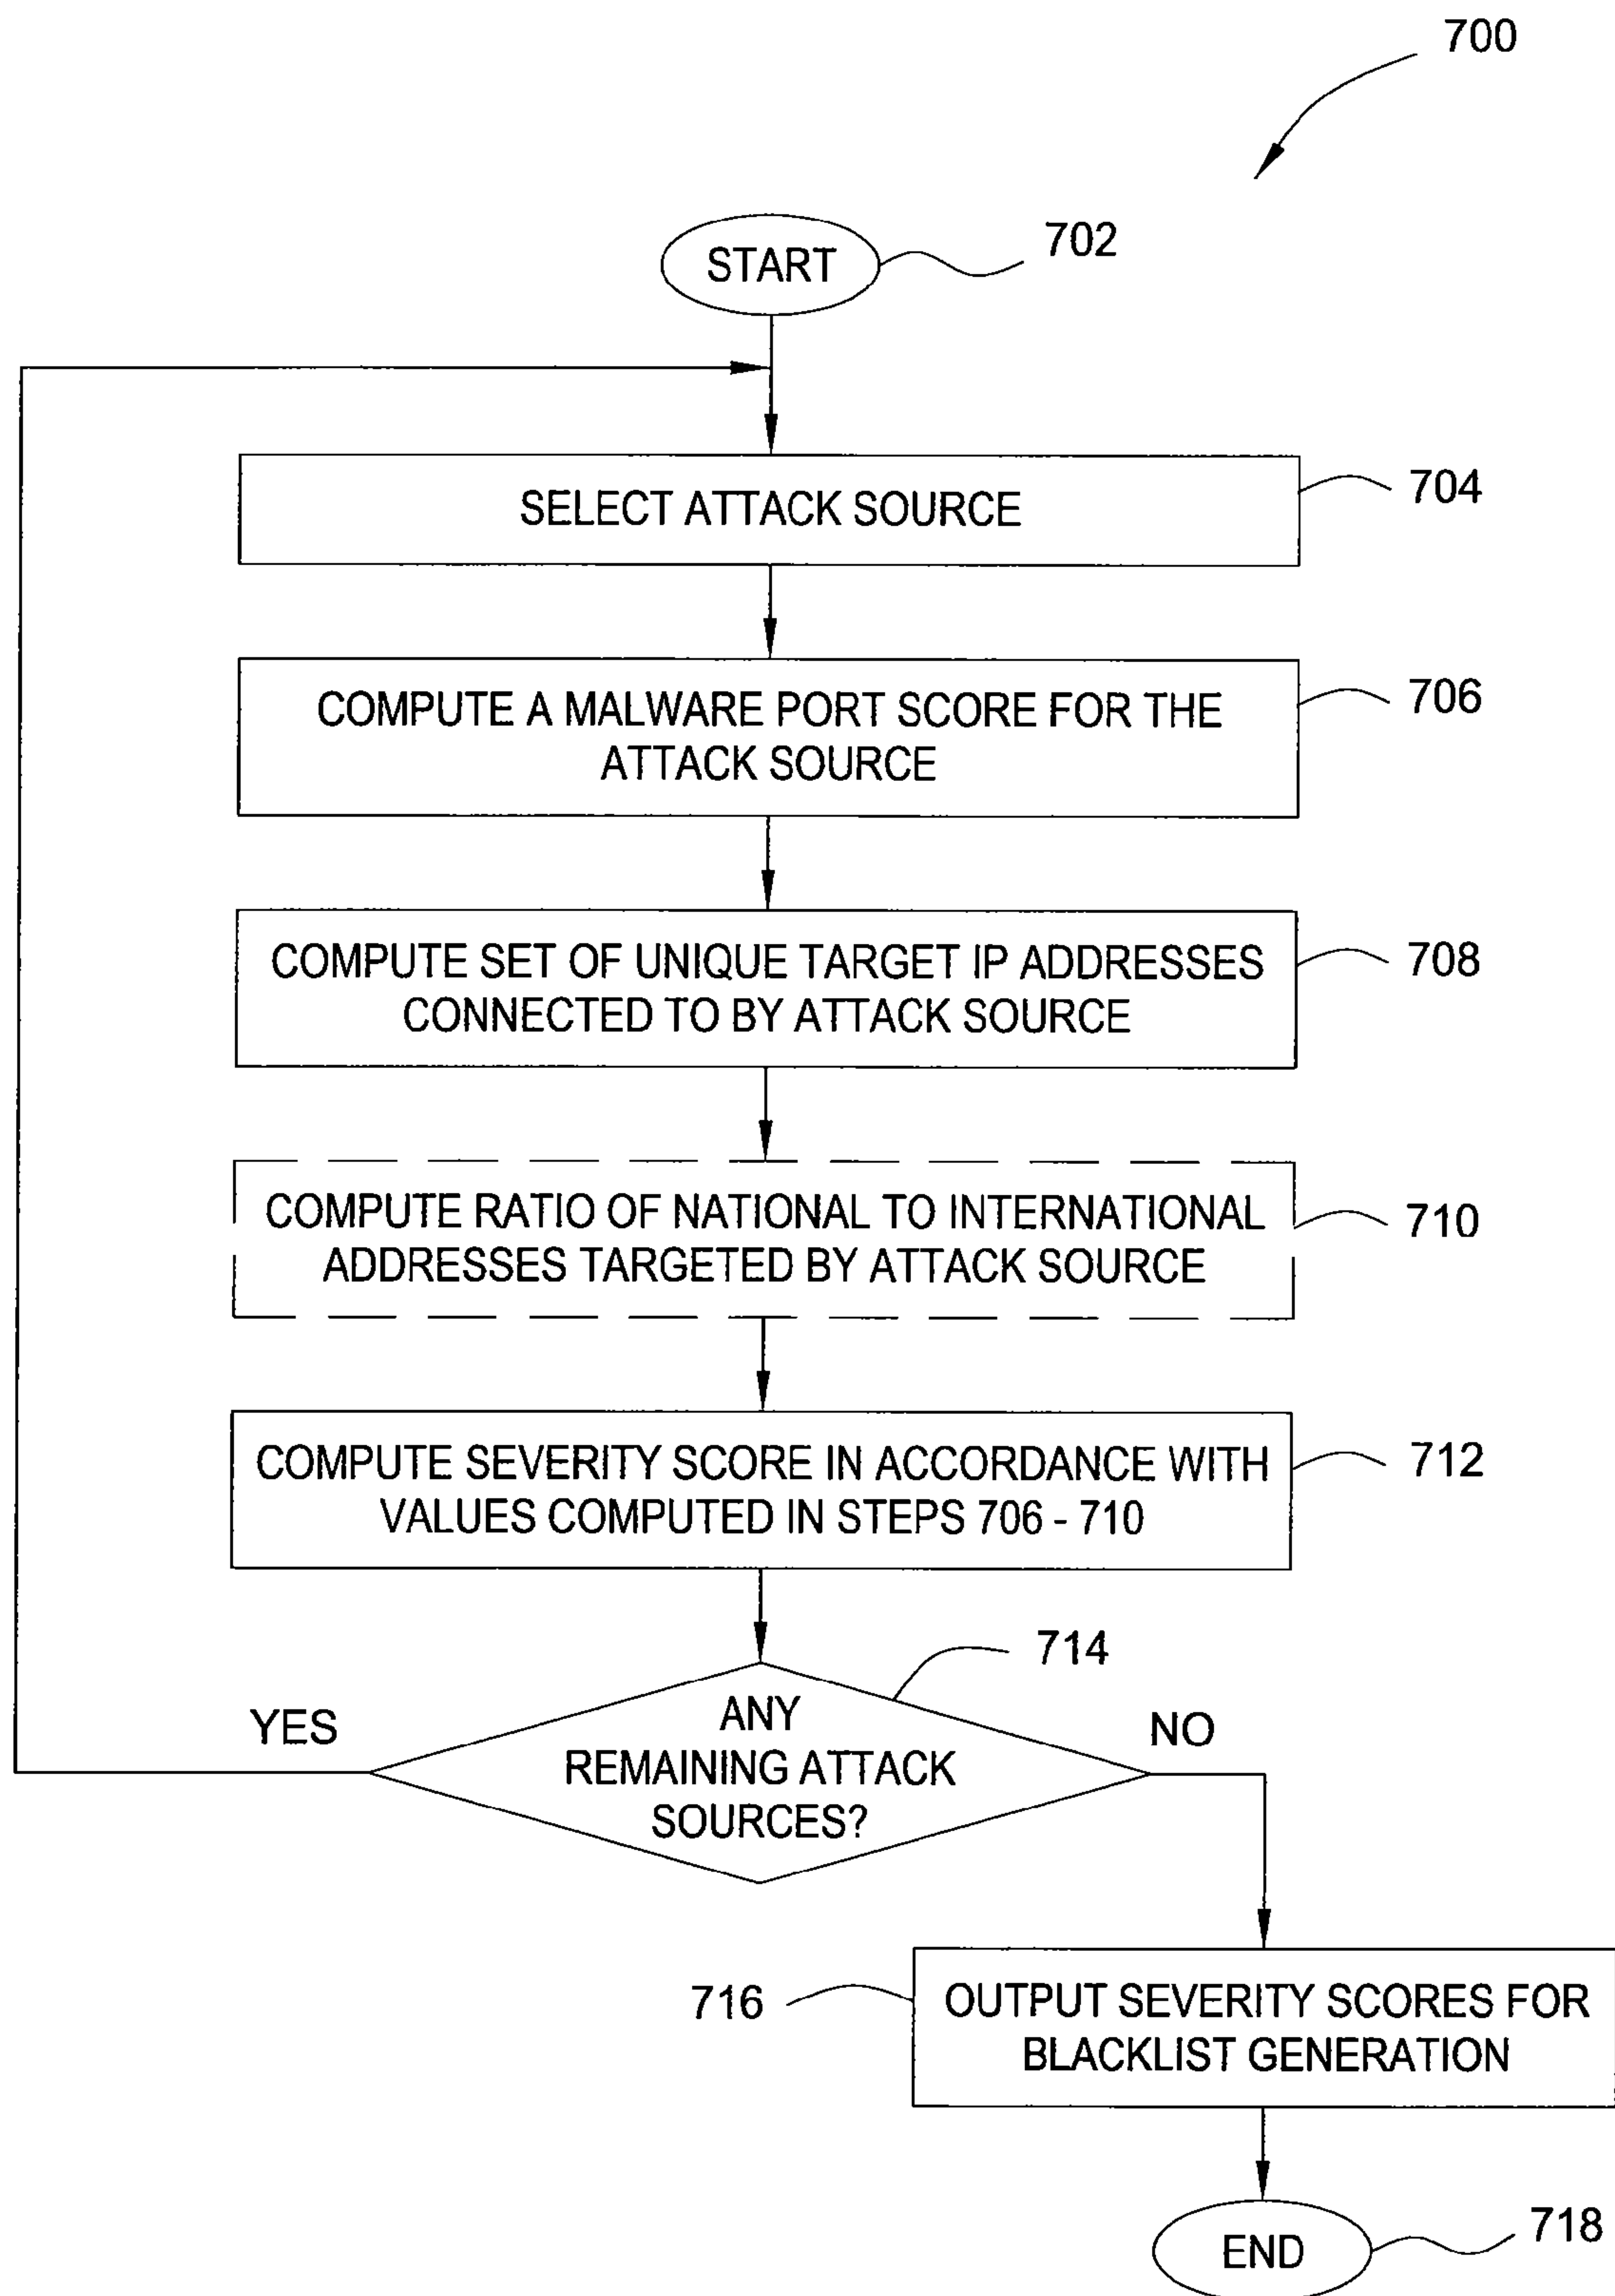 700
START
702
SELECT ATTACK SOURCE
704
COMPUTE A MALWARE PORT SCORE FOR THE
ATTACK SOURCE
706
COMPUTE SET OF UNIQUE TARGET IP ADDRESSES
CONNECTED TO BY ATTACK SOURCE
708
COMPUTE RATIO OF NATIONAL TO INTERNATIONAL
ADDRESSES TARGETED BY ATTACK SOURCE
710
COMPUTE SEVERITY SCORE IN ACCORDANCE WITH
VALUES COMPUTED IN STEPS 706 - 710
712
714
YES
ANY
REMAINING ATTACK
SOURCES?
NO
716
OUTPUT SEVERITY SCORES FOR
BLACKLIST GENERATION
END
718